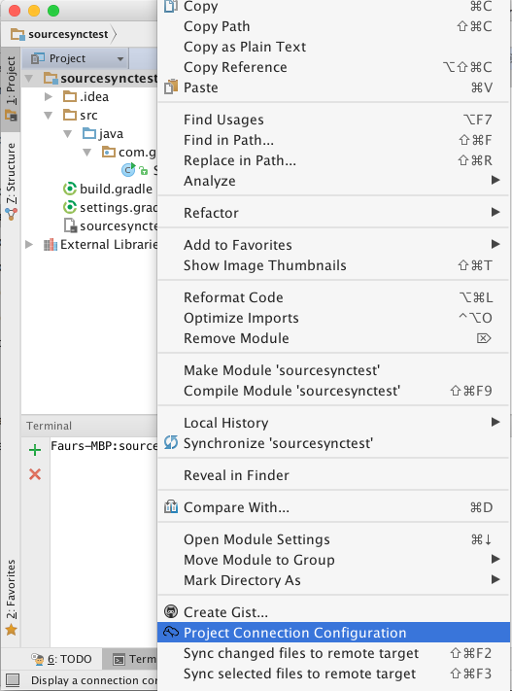 sourcesynctest
1: Project
Z: Structure
2: Favorites
Project
sourcesynctest
.idea
src
java
com.g
S
build.gradle
settings.grad
sourcesyncte
External Librarie
Terminal
Faurs-MBP:source
6: TODO
Term
Display a connection con
Copy ⌘C
Copy Path ⇧⌘C
Copy as Plain Text
Copy Reference ⌥⇧⌘C
Paste ⌘V
Find Usages ⌥F7
Find in Path... ⇧⌘F
Replace in Path... ⇧⌘R
Analyze
Refactor
Add to Favorites
Show Image Thumbnails ⇧⌘T
Reformat Code ⌥⌘L
Optimize Imports ^⌥O
Remove Module ⌦
Make Module 'sourcesynctest'
Compile Module 'sourcesynctest' ⇧⌘F9
Local History
Synchronize 'sourcesynctest'
Reveal in Finder
Compare With... ⌘D
Open Module Settings ⌘↓
Move Module to Group
Mark Directory As
Create Gist...
Project Connection Configuration
Sync changed files to remote target ⇧⌘F2
Sync selected files to remote target ⇧⌘F3